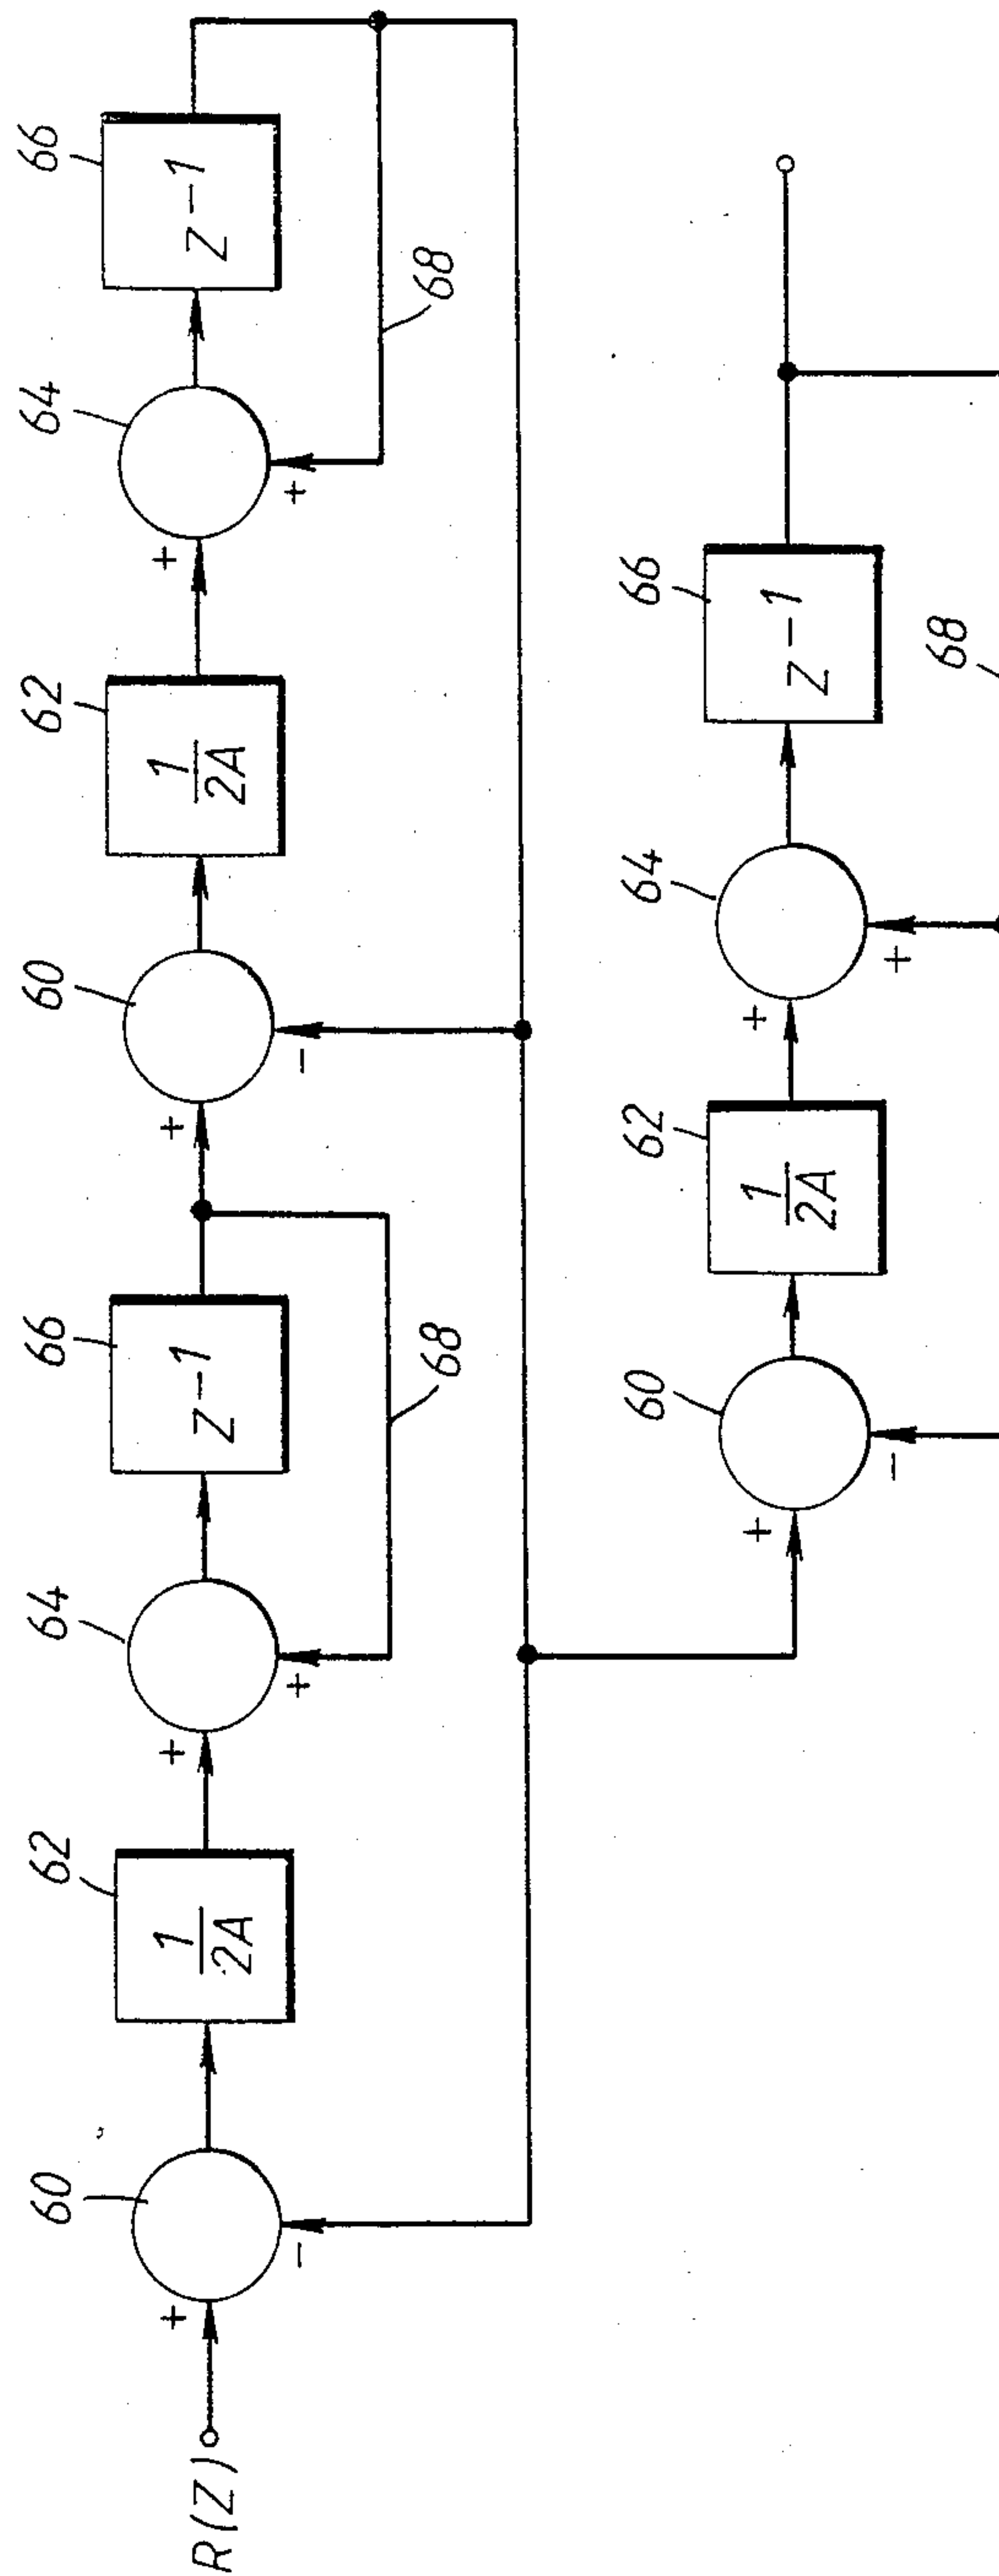 60 62 64 66 60 62 64 66
R(Z) + 1/2A + Z-1 + 1/2A + Z-1
- + - +
68 68
60 62 64 66
+ 1/2A + Z-1
- + 68